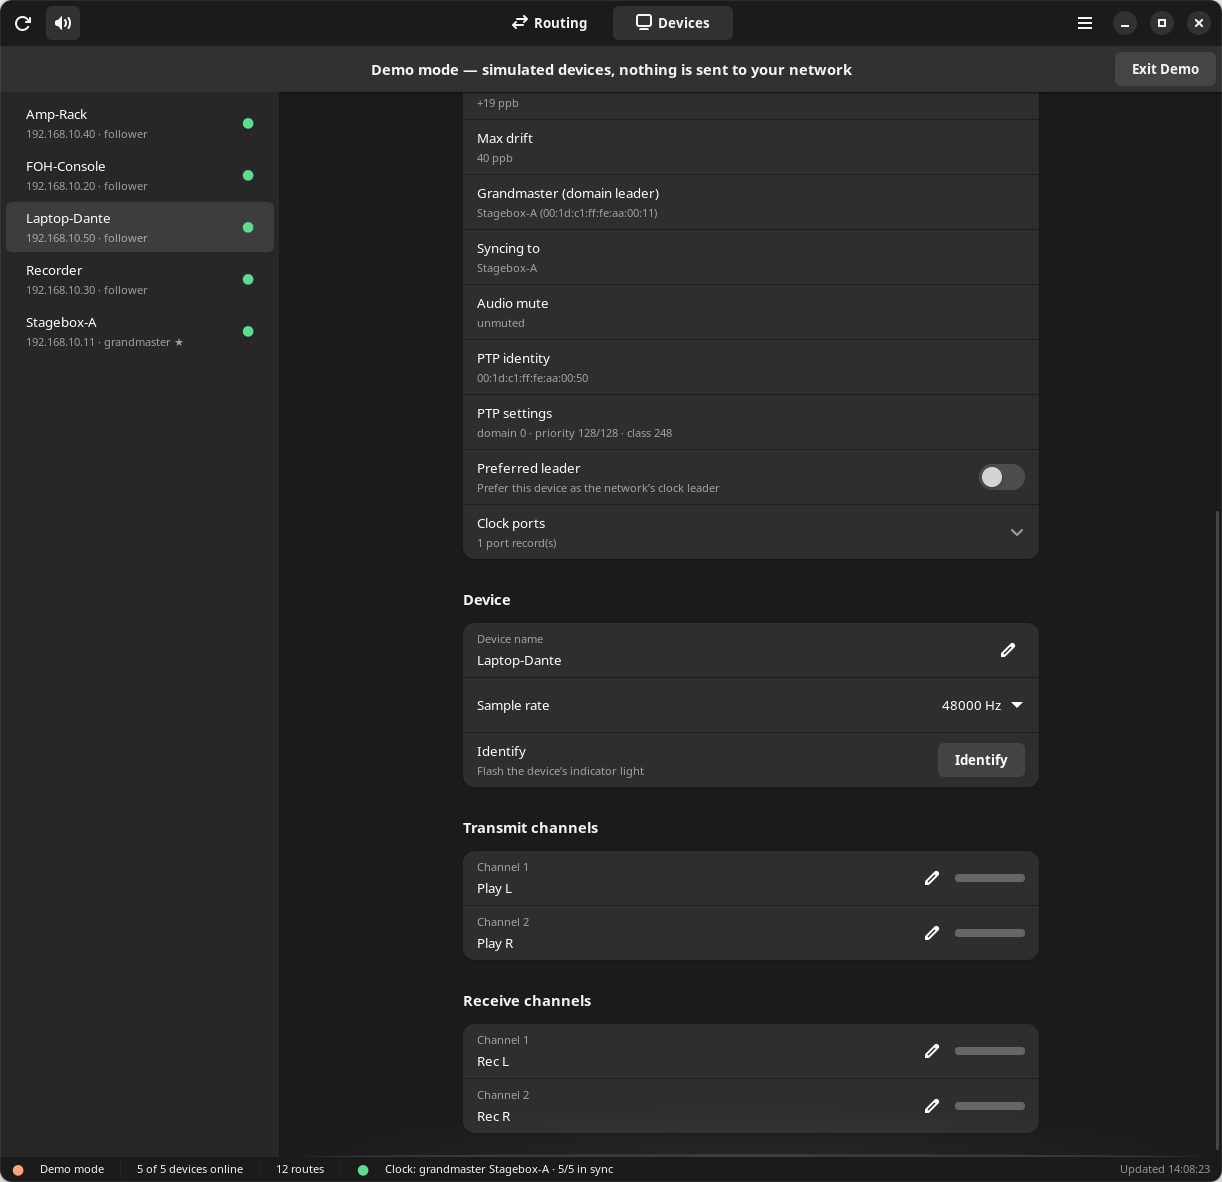 Routing
Devices
Demo mode — simulated devices, nothing is sent to your network
Exit Demo
Amp-Rack
192.168.10.40 · follower
FOH-Console
192.168.10.20 · follower
Laptop-Dante
192.168.10.50 · follower
Recorder
192.168.10.30 · follower
Stagebox-A
192.168.10.11 · grandmaster ★
+19 ppb
Max drift
40 ppb
Grandmaster (domain leader)
Stagebox-A (00:1d:c1:ff:fe:aa:00:11)
Syncing to
Stagebox-A
Audio mute
unmuted
PTP identity
00:1d:c1:ff:fe:aa:00:50
PTP settings
domain 0 · priority 128/128 · class 248
Preferred leader
Prefer this device as the network’s clock leader
Clock ports
1 port record(s)
Device
Device name
Laptop-Dante
Sample rate
48000 Hz
Identify
Flash the device’s indicator light
Identify
Transmit channels
Channel 1
Play L
Channel 2
Play R
Receive channels
Channel 1
Rec L
Channel 2
Rec R
Demo mode
5 of 5 devices online
12 routes
Clock: grandmaster Stagebox-A · 5/5 in sync
Updated 14:08:23